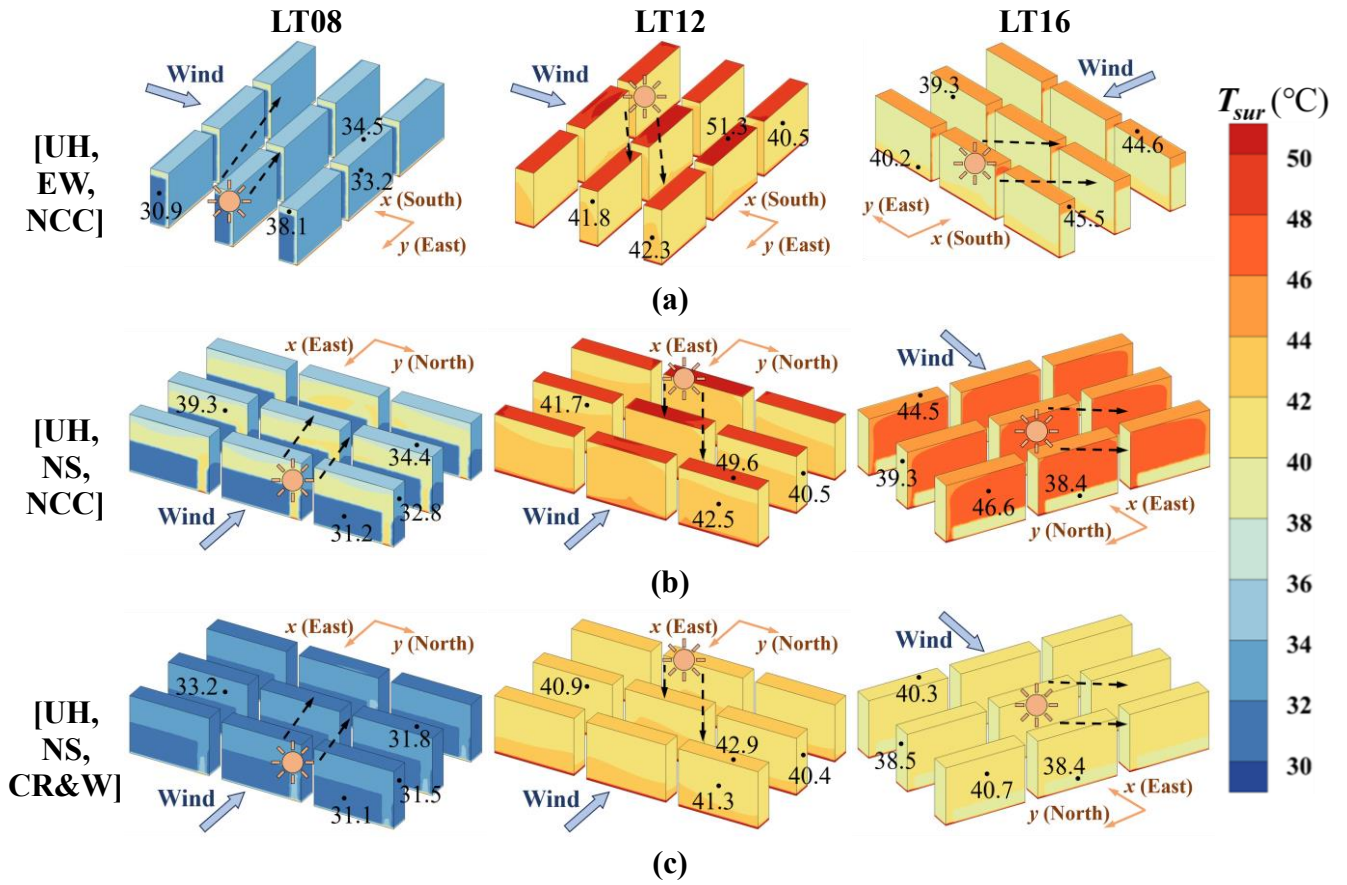 LT08 LT12 LT16
[UH,
EW,
NCC]
Wind
34.5
33.2
30.9
38.1
x (South)
y (East)
Wind
51.3
40.5
41.8
42.3
x (South)
y (East)
39.3
Wind
44.6
40.2
45.5
y (East)
x (South)
(a)
[UH,
NS,
NCC]
x (East)
y (North)
39.3
34.4
32.8
31.2
Wind
x (East)
y (North)
41.7
49.6
40.5
42.5
Wind
Wind
44.5
39.3
38.4
46.6
x (East)
y (North)
(b)
[UH,
NS,
CR&W]
x (East)
y (North)
33.2
31.8
31.5
31.1
Wind
x (East)
y (North)
40.9
42.9
40.4
41.3
Wind
Wind
40.3
38.5
38.4
40.7
x (East)
y (North)
(c)
Tsur (°C)
50
48
46
44
42
40
38
36
34
32
30